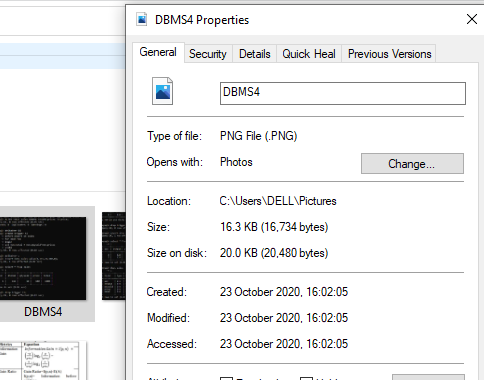 DBMS4 Properties
General
Security
Details
Quick Heal
Previous Versions
DBMS4
Type of file: PNG File (.PNG)
Opens with: Photos
Change...
Location: C:\Users\DELL\Pictures
Size: 16.3 KB (16,734 bytes)
Size on disk: 20.0 KB (20,480 bytes)
Created: 23 October 2020, 16:02:05
Modified: 23 October 2020, 16:02:05
Accessed: 23 October 2020, 16:02:05
DBMS4
Equation